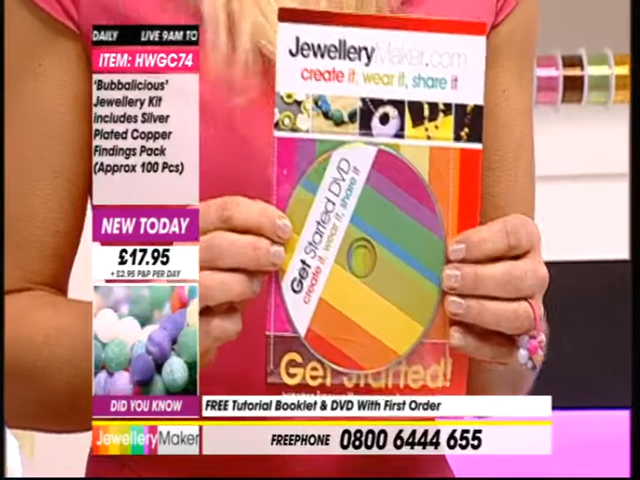 DAILY LIVE 9AM TO
ITEM: HWGC74
'Bubbalicious'
Jewellery Kit
includes Silver
Plated Copper
Findings Pack
(Approx 100 Pcs)
NEW TODAY
£17.95
+ £2.95 P&P PER DAY
DID YOU KNOW
FREE Tutorial Booklet & DVD With First Order
JewelleryMaker
FREEPHONE 0800 6444 655
JewelleryMaker.com
create it, wear it, share it
Get Started DVD
create it, wear it, share it
Get Started!